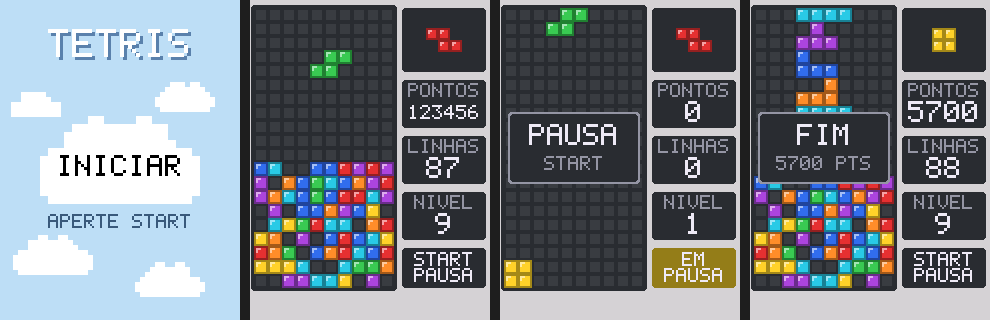 TETRIS
INICIAR
APERTE START
PONTOS
123456
LINHAS
87
NIVEL
9
START
PAUSA
PAUSA
START
PONTOS
0
LINHAS
0
NIVEL
1
EM
PAUSA
FIM
5700 PTS
PONTOS
5700
LINHAS
88
NIVEL
9
START
PAUSA